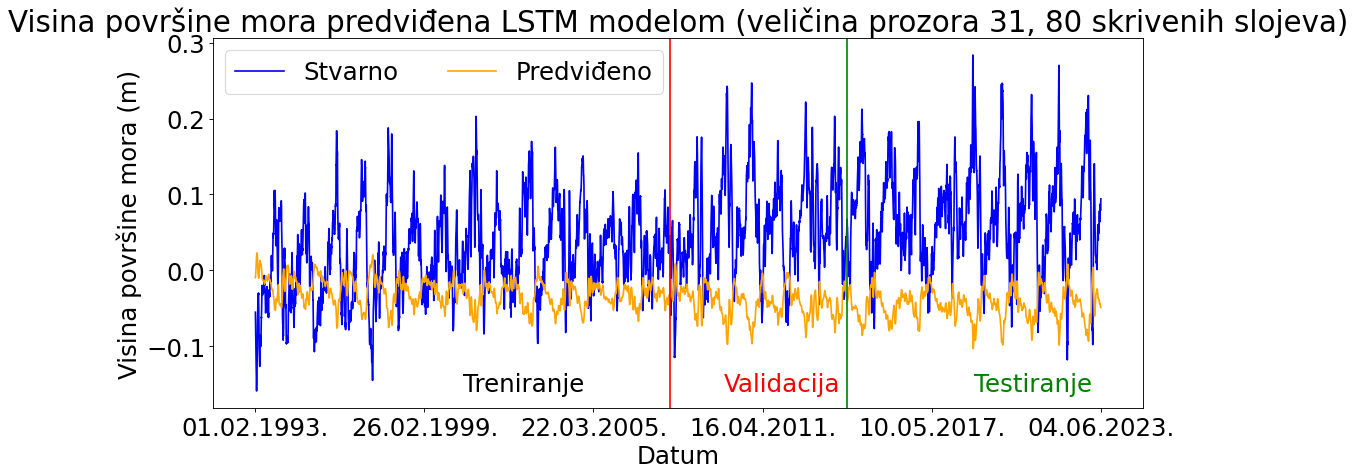 Visina površine mora predviđena LSTM modelom (veličina prozora 31, 80 skrivenih slojeva)
Stvarno
Predviđeno
Visina površine mora (m)
0.3
0.2
0.1
0.0
−0.1
Treniranje
Validacija
Testiranje
01.02.1993.
26.02.1999.
22.03.2005.
16.04.2011.
10.05.2017.
04.06.2023.
Datum